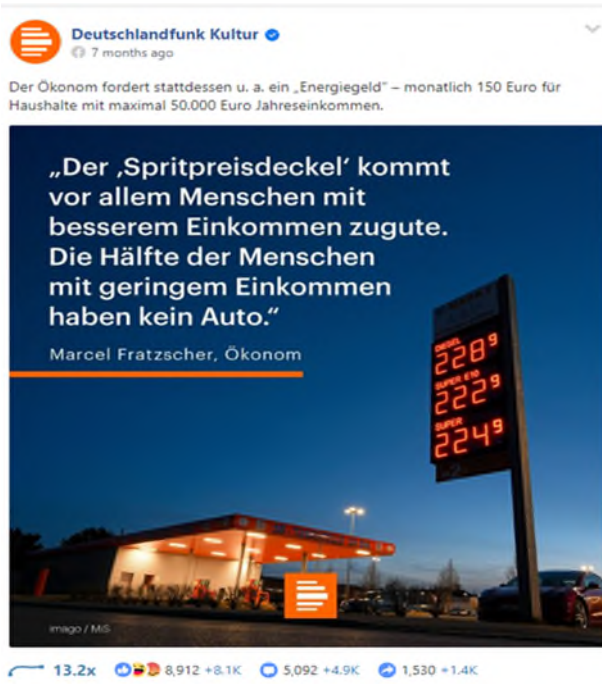 Deutschlandfunk Kultur
7 months ago
Der Ökonom fordert stattdessen u. a. ein „Energiegeld“ – monatlich 150 Euro für
Haushalte mit maximal 50.000 Euro Jahreseinkommen.
„Der ‚Spritpreisdeckel‘ kommt
vor allem Menschen mit
besserem Einkommen zugute.
Die Hälfte der Menschen
mit geringem Einkommen
haben kein Auto.“
Marcel Fratzscher, Ökonom
DIESEL
228⁹
SUPER E10
222⁹
SUPER
224⁹
imago / MiS
13.2x 8,912 +8.1K 5,092 +4.9K 1,530 +1.4K